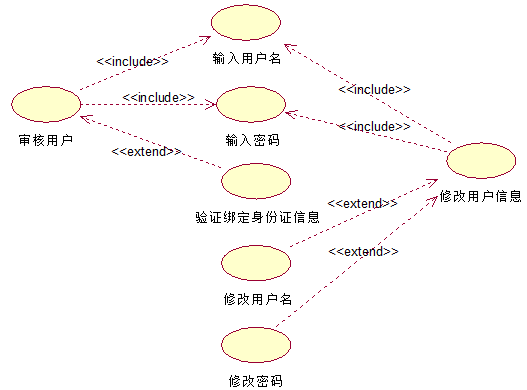 <<include>>
输入用户名
<<include>>
<<include>>
审核用户
输入密码
<<include>>
<<extend>>
修改用户信息
验证绑定身份证信息
<<extend>>
<<extend>>
修改用户名
修改密码